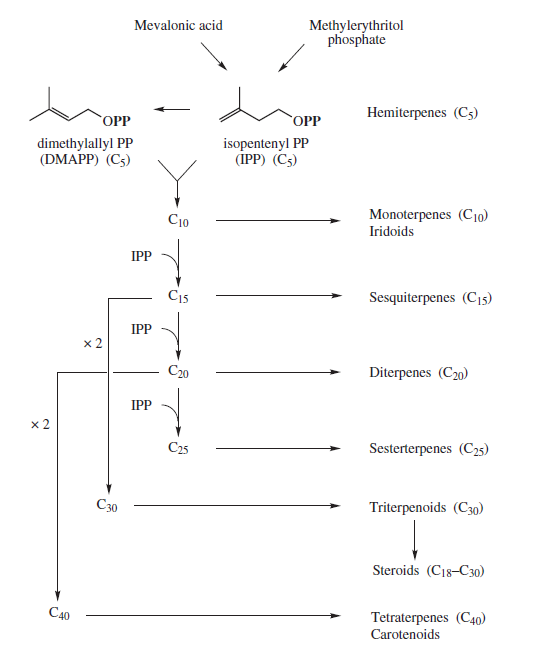 Mevalonic acid
Methylerythritol
phosphate
OPP
OPP
Hemiterpenes (C5)
dimethylallyl PP
(DMAPP) (C5)
isopentenyl PP
(IPP) (C5)
C10
Monoterpenes (C10)
Iridoids
IPP
C15
Sesquiterpenes (C15)
IPP
× 2
C20
Diterpenes (C20)
IPP
× 2
C25
Sesterterpenes (C25)
C30
Triterpenoids (C30)
Steroids (C18–C30)
C40
Tetraterpenes (C40)
Carotenoids